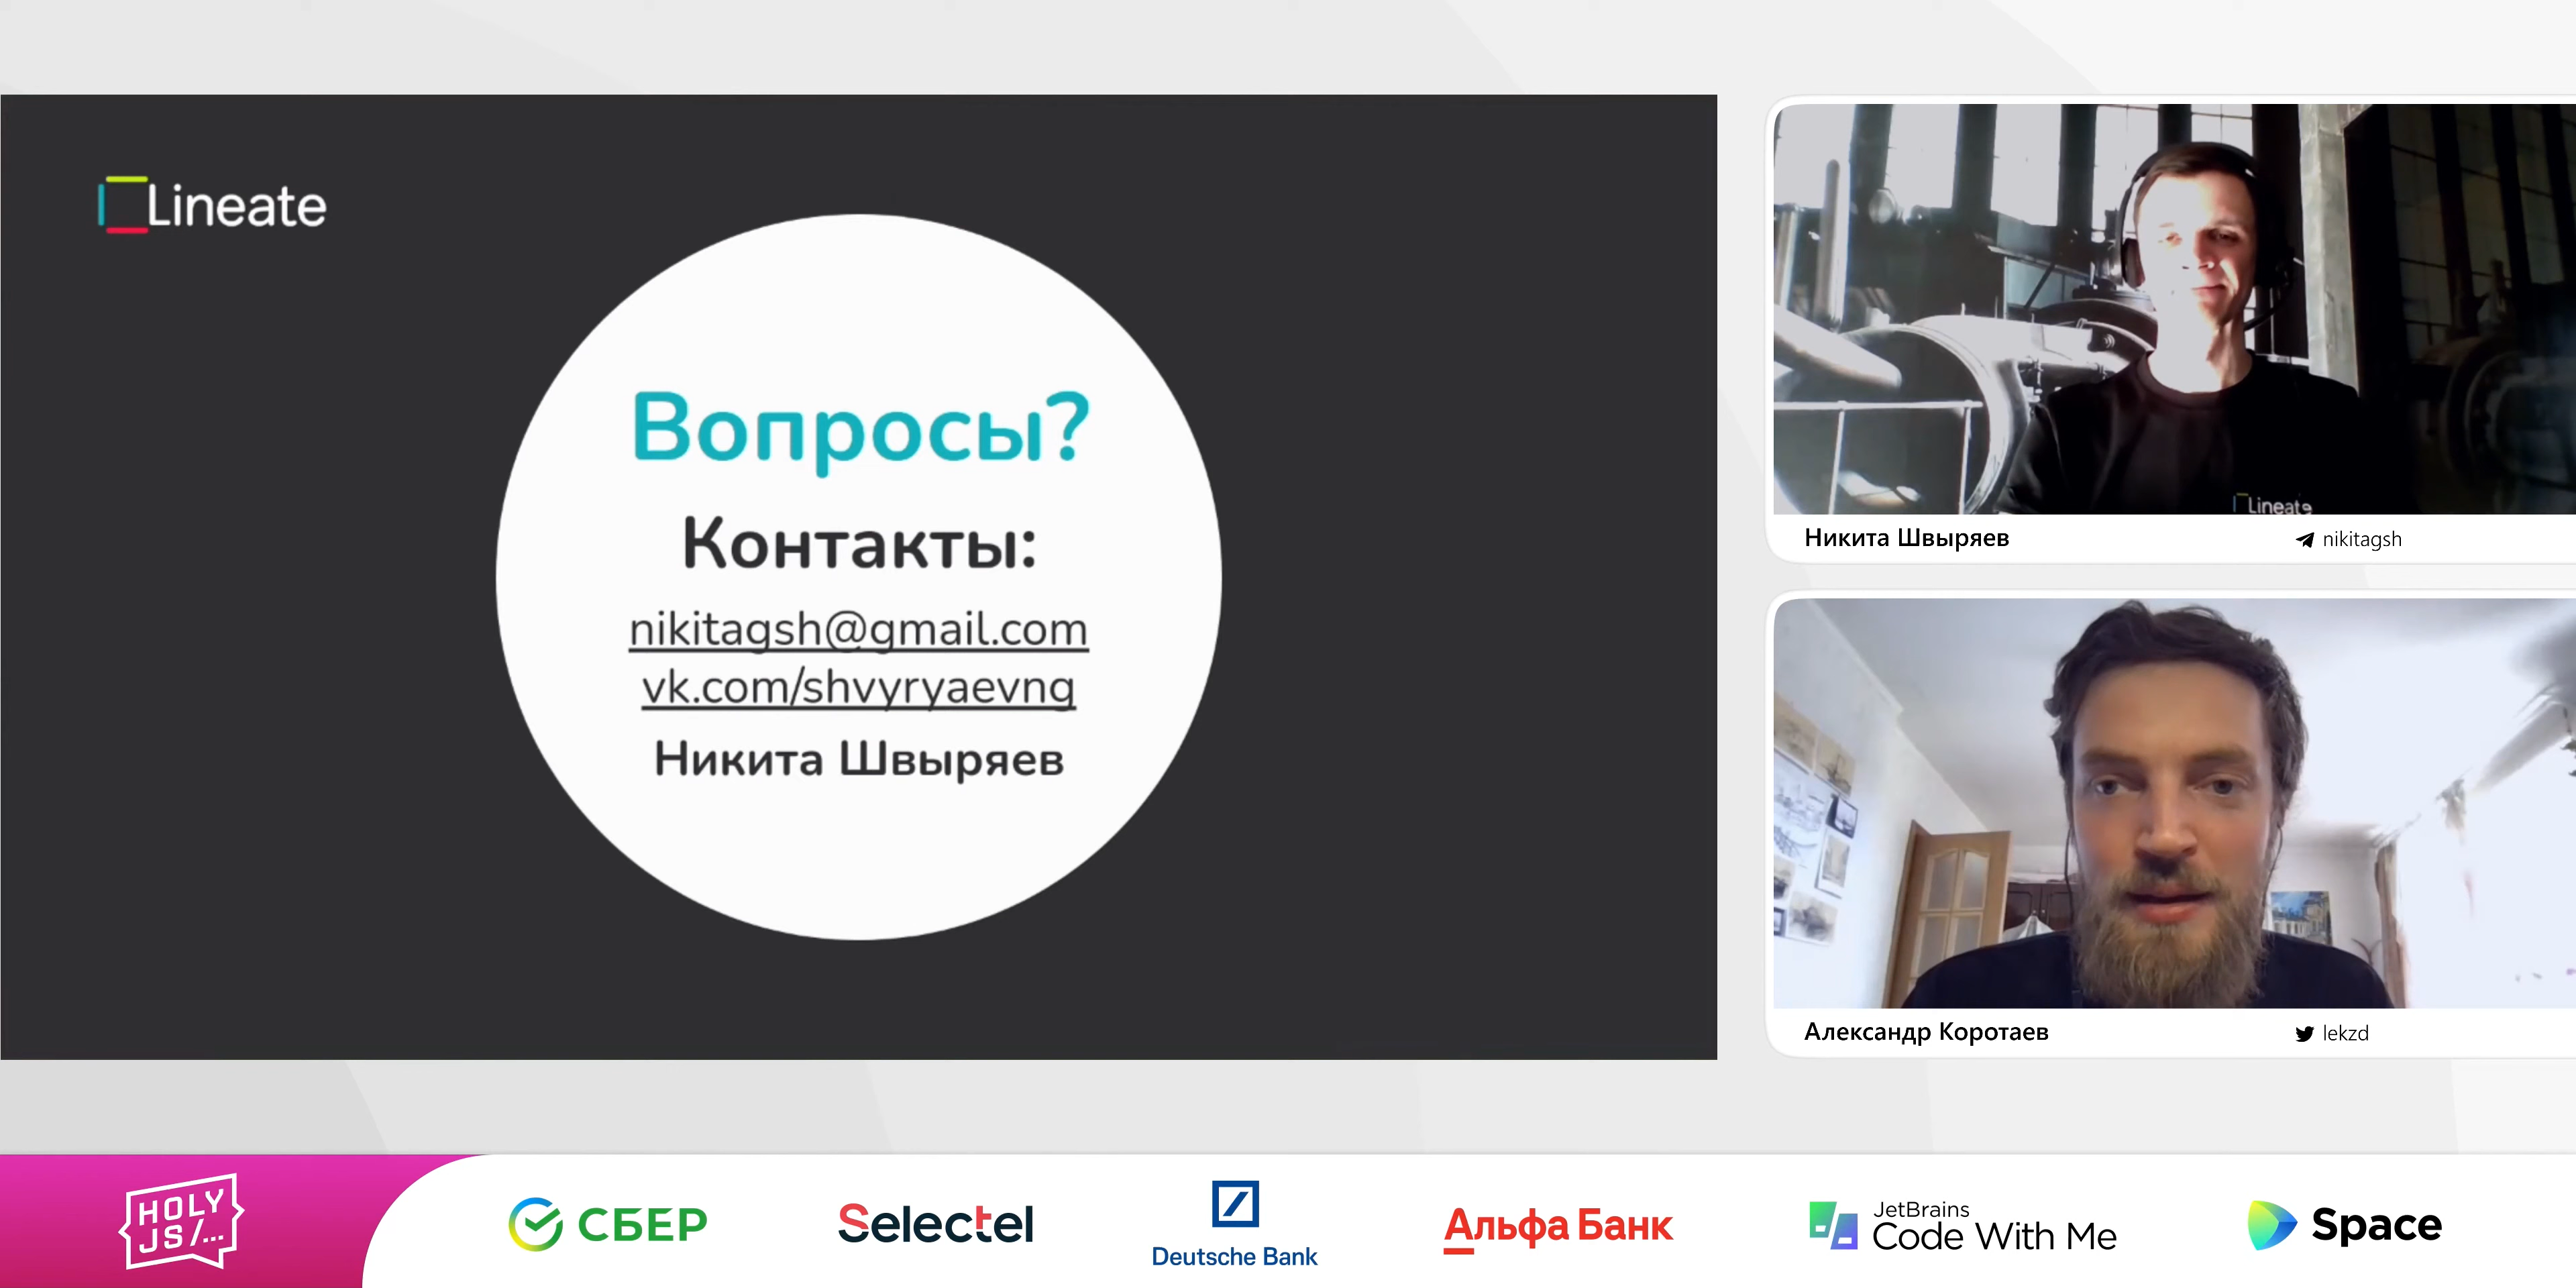 Lineate
Вопросы?
Контакты:
nikitagsh@gmail.com
vk.com/shvyryaevng
Никита Швыряев
Lineate
Никита Швыряев
nikitagsh
Александр Коротаев
lekzd
HOLY
JS/...
СБЕР
Selectel
Deutsche Bank
Альфа Банк
JetBrains
Code With Me
Space